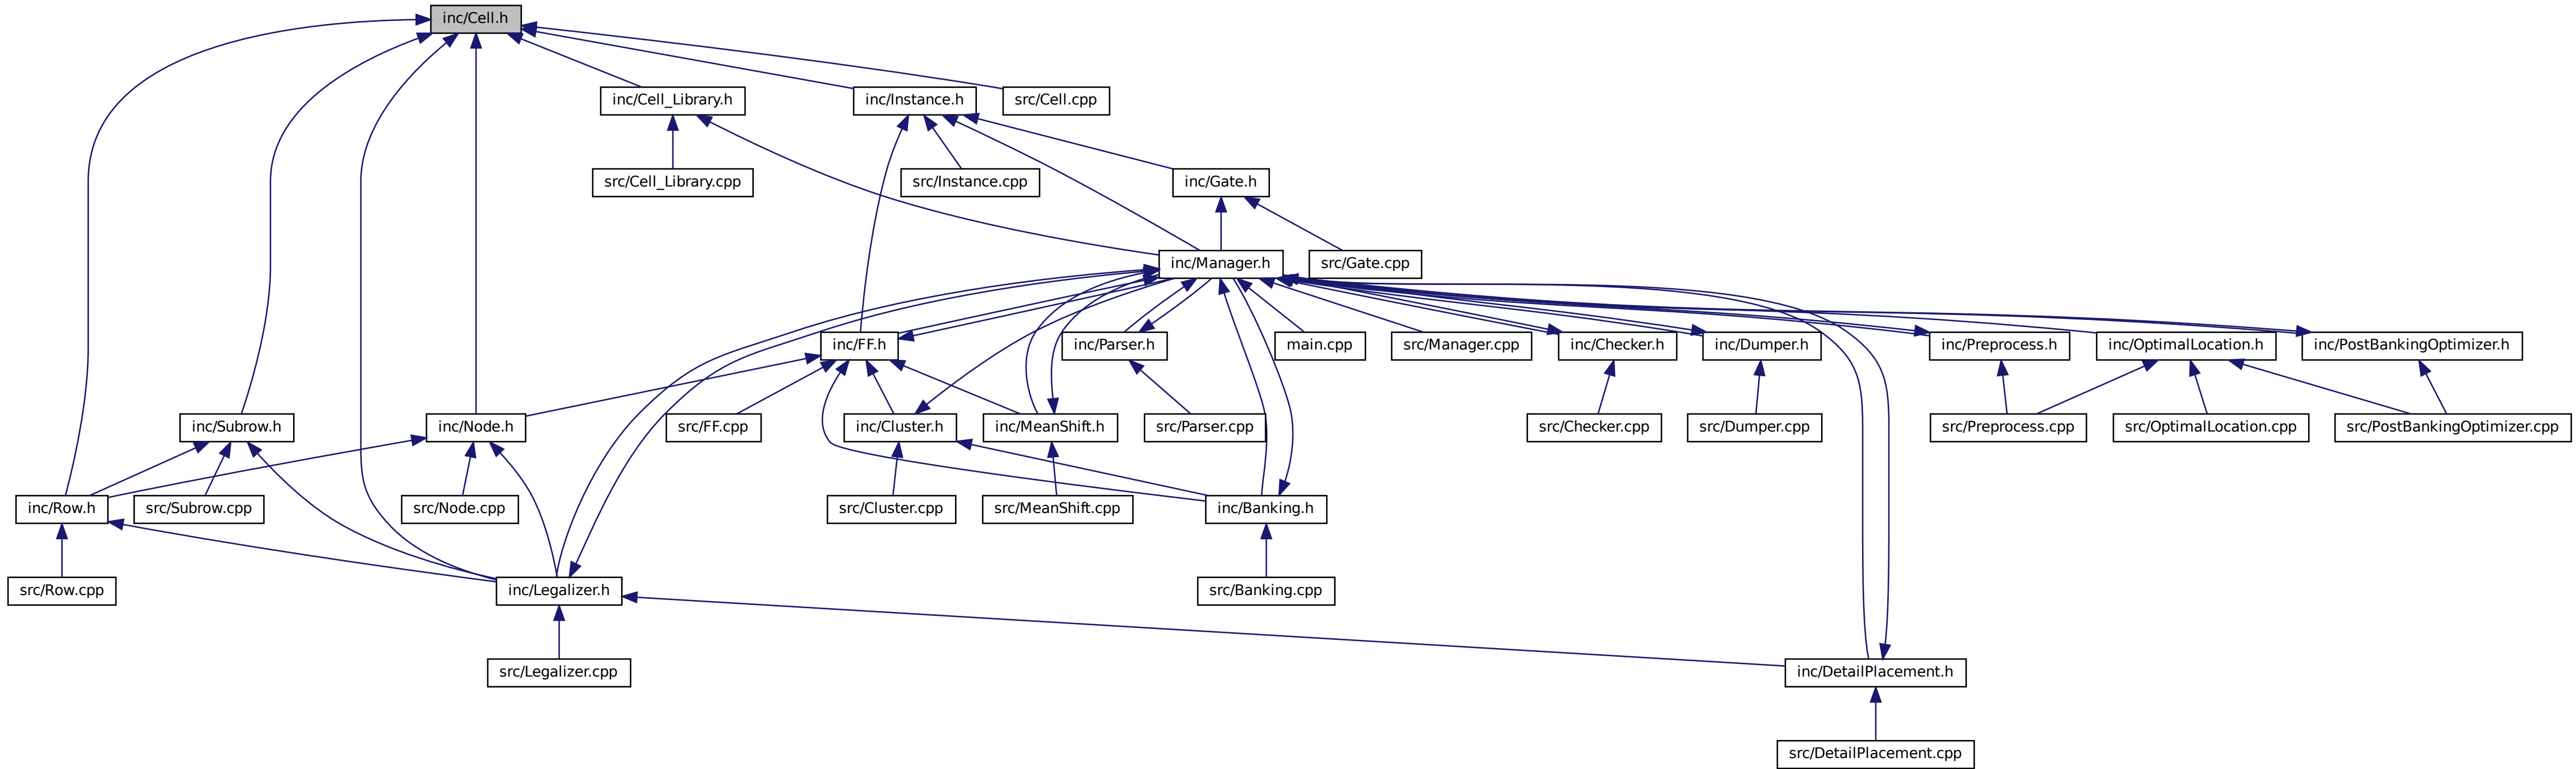 inc/Cell.h
inc/Cell_Library.h
inc/Instance.h
src/Cell.cpp
src/Cell_Library.cpp
src/Instance.cpp
inc/Gate.h
inc/Manager.h
src/Gate.cpp
inc/FF.h
inc/Parser.h
main.cpp
src/Manager.cpp
inc/Checker.h
inc/Dumper.h
inc/Preprocess.h
inc/OptimalLocation.h
inc/PostBankingOptimizer.h
inc/Subrow.h
inc/Node.h
src/FF.cpp
inc/Cluster.h
inc/MeanShift.h
src/Parser.cpp
src/Checker.cpp
src/Dumper.cpp
src/Preprocess.cpp
src/OptimalLocation.cpp
src/PostBankingOptimizer.cpp
inc/Row.h
src/Subrow.cpp
src/Node.cpp
src/Cluster.cpp
src/MeanShift.cpp
inc/Banking.h
src/Row.cpp
inc/Legalizer.h
src/Banking.cpp
src/Legalizer.cpp
inc/DetailPlacement.h
src/DetailPlacement.cpp